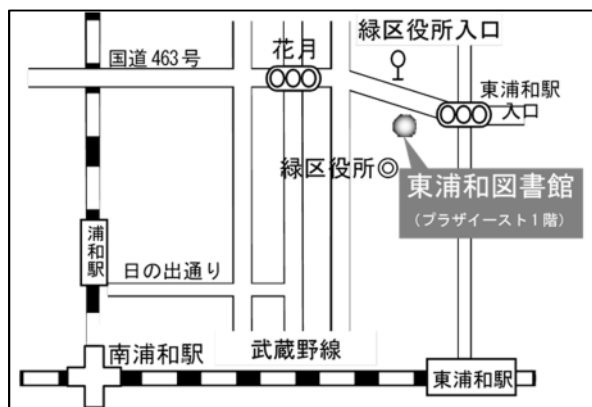 緑区役所入口
花月
国道463号
東浦和駅
入口
緑区役所
東浦和図書館
（プラザイースト1階）
浦和駅
日の出通り
南浦和駅
武蔵野線
東浦和駅